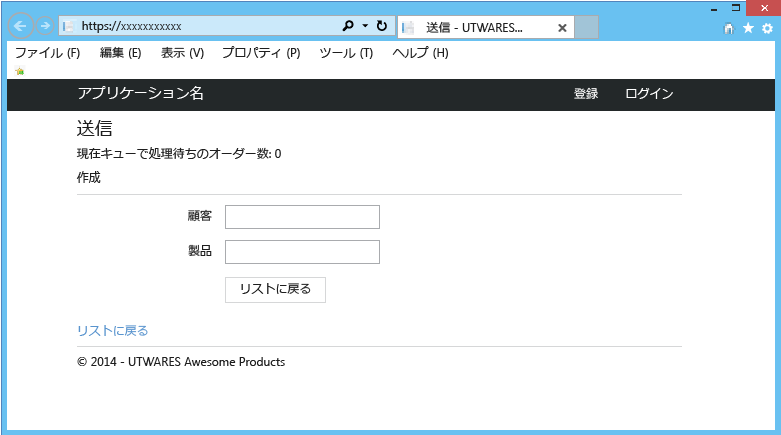 https://xxxxxxxxxxx
送信 - UTWARES...
ファイル (F) 編集 (E) 表示 (V) プロパティ (P) ツール (T) ヘルプ (H)
アプリケーション名 登録 ログイン
送信
現在キューで処理待ちのオーダー数: 0
作成
顧客
製品
リストに戻る
リストに戻る
© 2014 - UTWARES Awesome Products